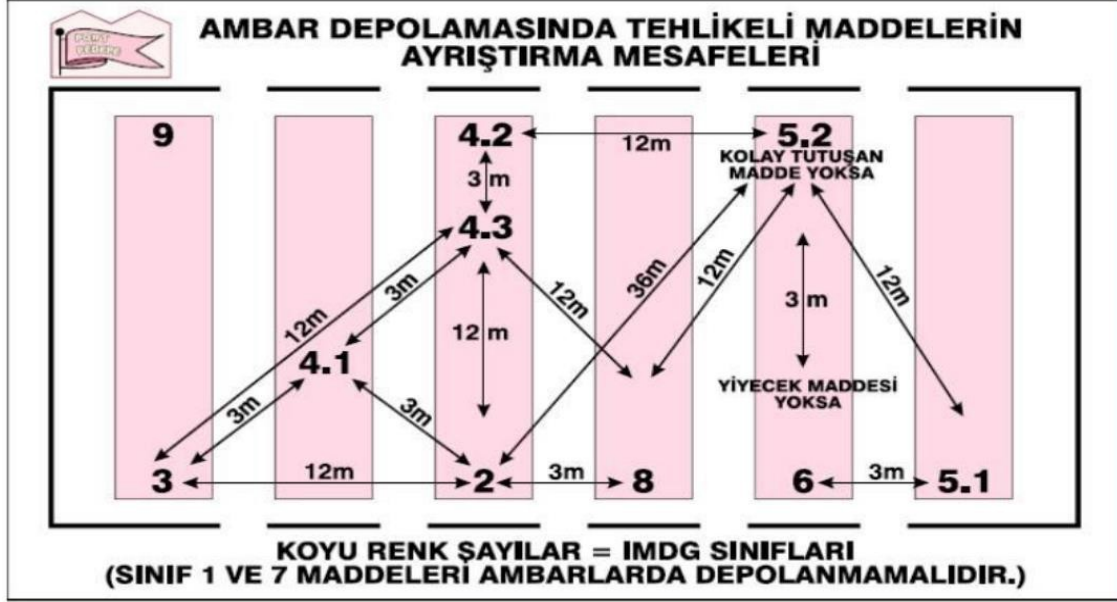 PORT
AMBAR DEPOLAMASINDA TEHLİKELİ MADDELERİN
AYRIŞTIRMA MESAFELERİ
9
4.2
12m
5.2
KOLAY TUTUŞAN
MADDE YOKSA
3 m
4.3
12m
3m
12m
36m
12m
12m
12 m
3 m
4.1
3m
3m
YİYECEK MADDESİ
YOKSA
3
12m
2
3m
8
6
3m
5.1
KOYU RENK SAYILAR = IMDG SINIFLARI
(SINIF 1 VE 7 MADDELERİ AMBARLARDA DEPOLANMAMALIDIR.)